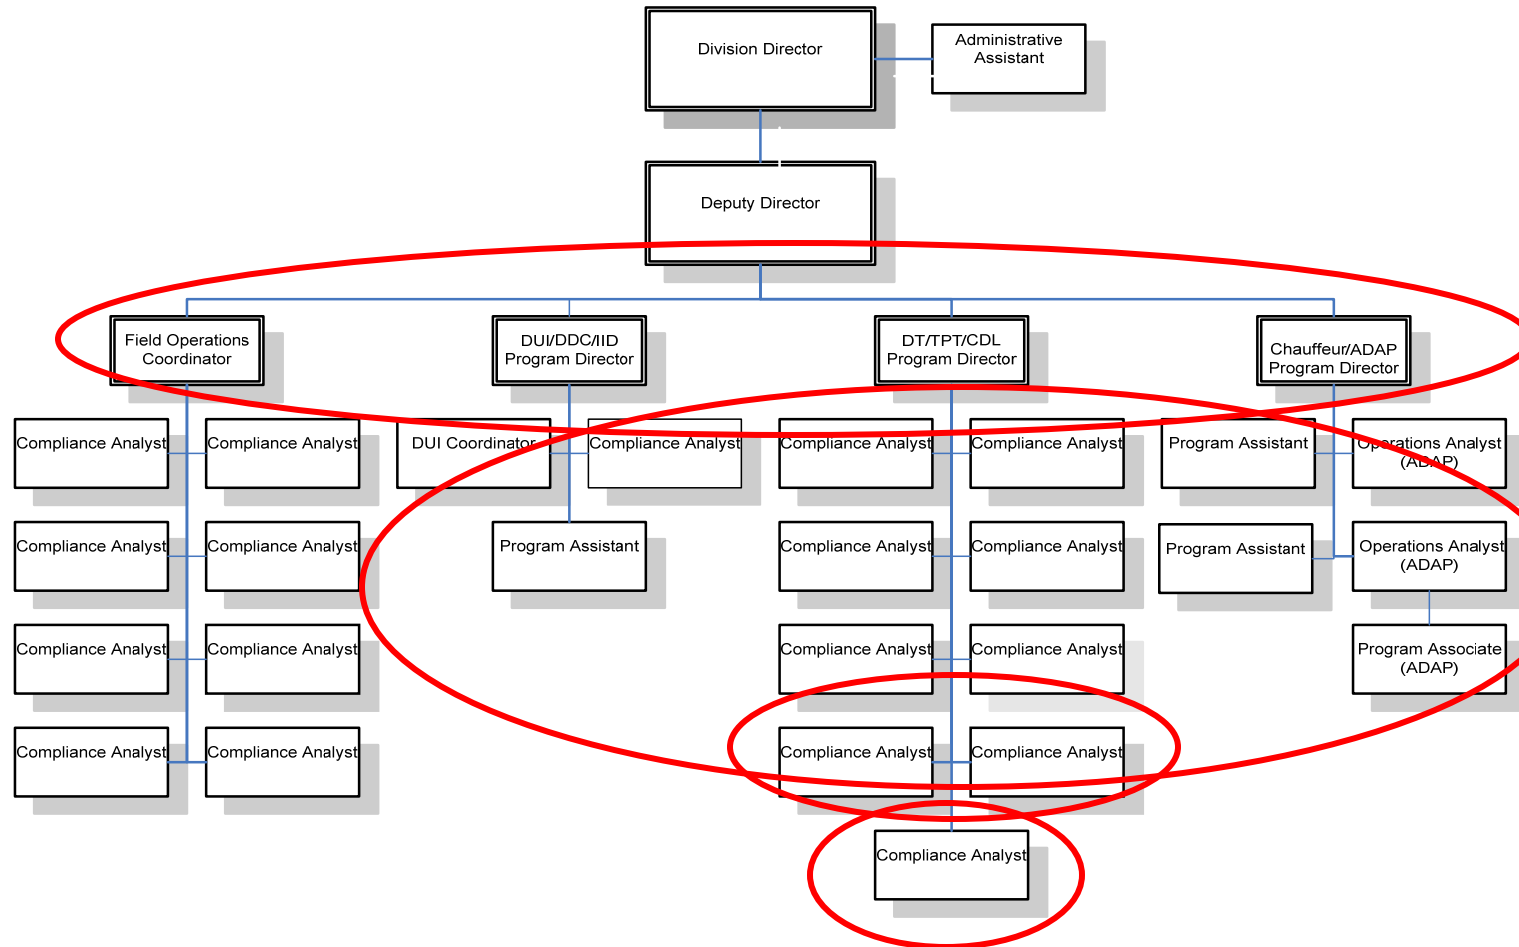 Division Director
Administrative
Assistant
Deputy Director
Field Operations
Coordinator
DUI/DDC/IID
Program Director
DT/TPT/CDL
Program Director
Chauffeur/ADAP
Program Director
Compliance Analyst
Compliance Analyst
DUI Coordinator
Compliance Analyst
Compliance Analyst
Compliance Analyst
Program Assistant
Operations Analyst
(ADAP)
Compliance Analyst
Compliance Analyst
Program Assistant
Compliance Analyst
Compliance Analyst
Program Assistant
Operations Analyst
(ADAP)
Compliance Analyst
Compliance Analyst
Compliance Analyst
Compliance Analyst
Program Associate
(ADAP)
Compliance Analyst
Compliance Analyst
Compliance Analyst
Compliance Analyst
Compliance Analyst